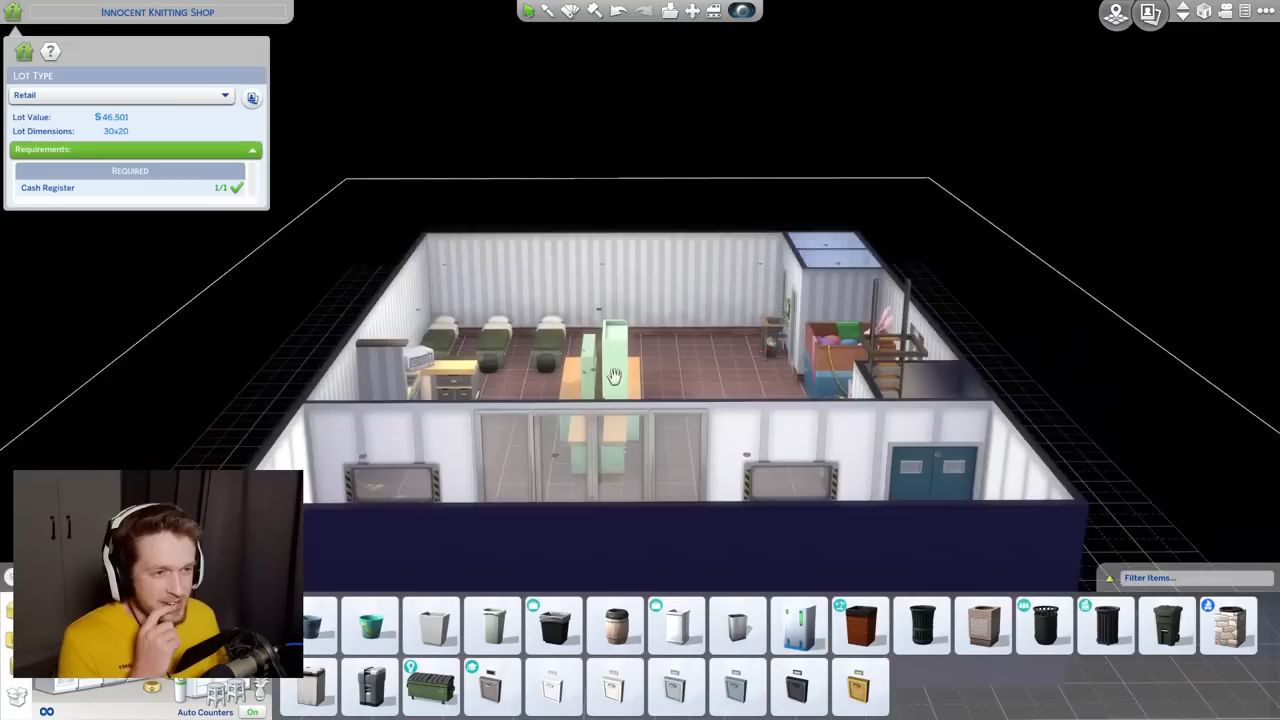 INNOCENT KNITTING SHOP
LOT TYPE
Retail
Lot Value: $46,501
Lot Dimensions: 30x20
Requirements:
REQUIRED
Cash Register 1/1
Filter Items...
Auto Counters On